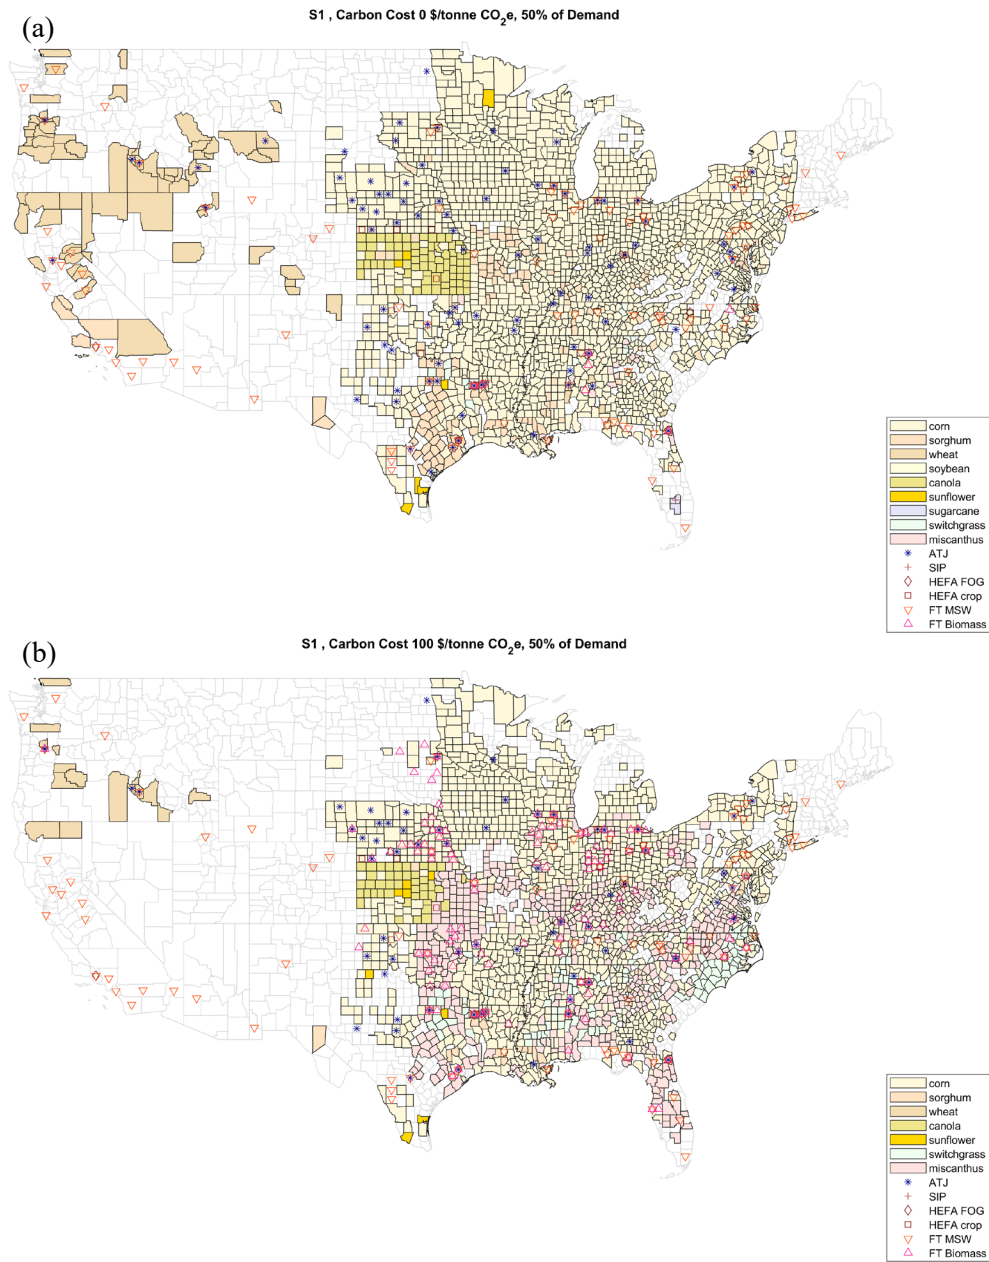 (a)
S1 , Carbon Cost 0 $/tonne CO2e, 50% of Demand
corn
sorghum
wheat
soybean
canola
sunflower
sugarcane
switchgrass
miscanthus
ATJ
SIP
HEFA FOG
HEFA crop
FT MSW
FT Biomass
(b)
S1 , Carbon Cost 100 $/tonne CO2e, 50% of Demand
corn
sorghum
wheat
canola
sunflower
switchgrass
miscanthus
ATJ
SIP
HEFA FOG
HEFA crop
FT MSW
FT Biomass